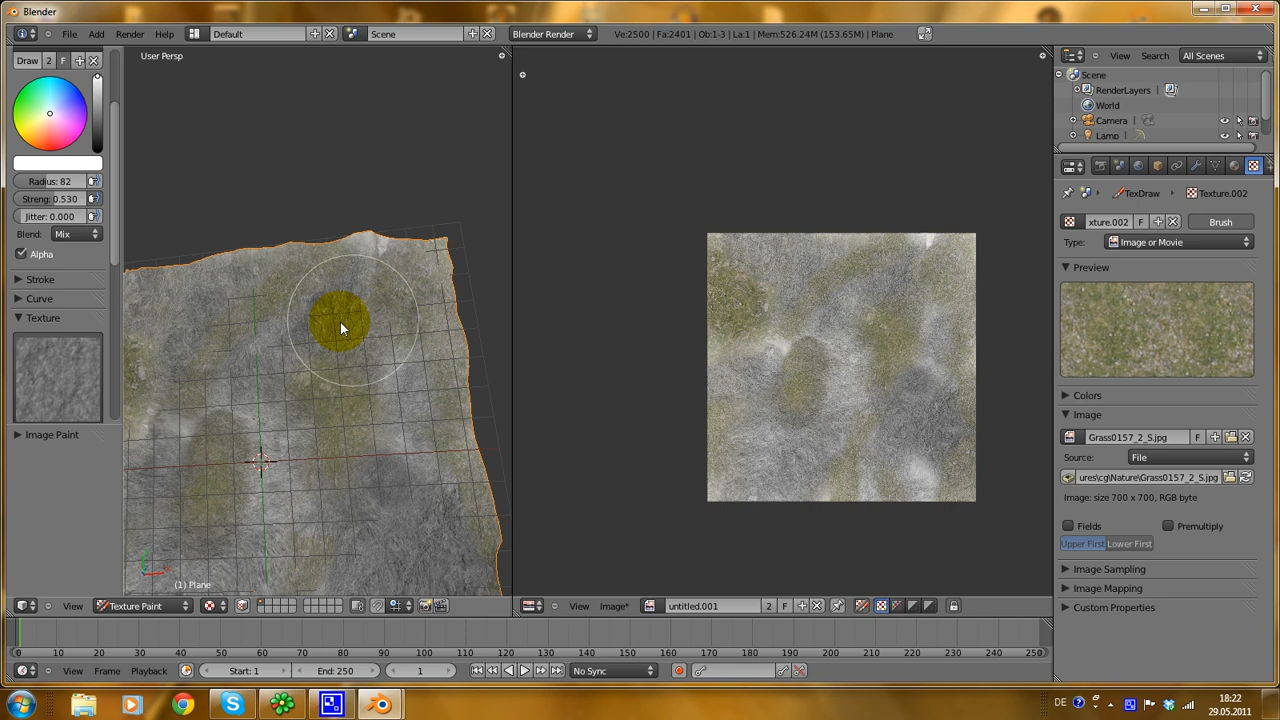 Blender
File Add Render Help Default Scene Blender Render Ve:2500 | Fa:2401 | Ob:1-3 | La:1 | Mem:526.24M (153.65M) | Plane
Draw 2 F
User Persp
View Search All Scenes
Scene
RenderLayers
World
Camera
Lamp
Radius: 82
Streng: 0.530
Jitter: 0.000
Blend: Mix
Alpha
Stroke
Curve
Texture
Image Paint
TexDraw Texture.002
xture.002 F Brush
Type: Image or Movie
Preview
Colors
Image
Grass0157_2_S.jpg F
Source: File
ures\cg\Nature\Grass0157_2_S.jpg
Image: size 700 x 700, RGB byte
Fields Premultiply
Upper First Lower First
Image Sampling
Image Mapping
Custom Properties
(1) Plane
View Texture Paint
View Image* untitled.001 2 F
0 10 20 30 40 50 60 70 80 90 100 110 120 130 140 150 160 170 180 190 200 210 220 230 240 250
View Frame Playback Start: 1 End: 250 1 No Sync
DE 18:22
29.05.2011